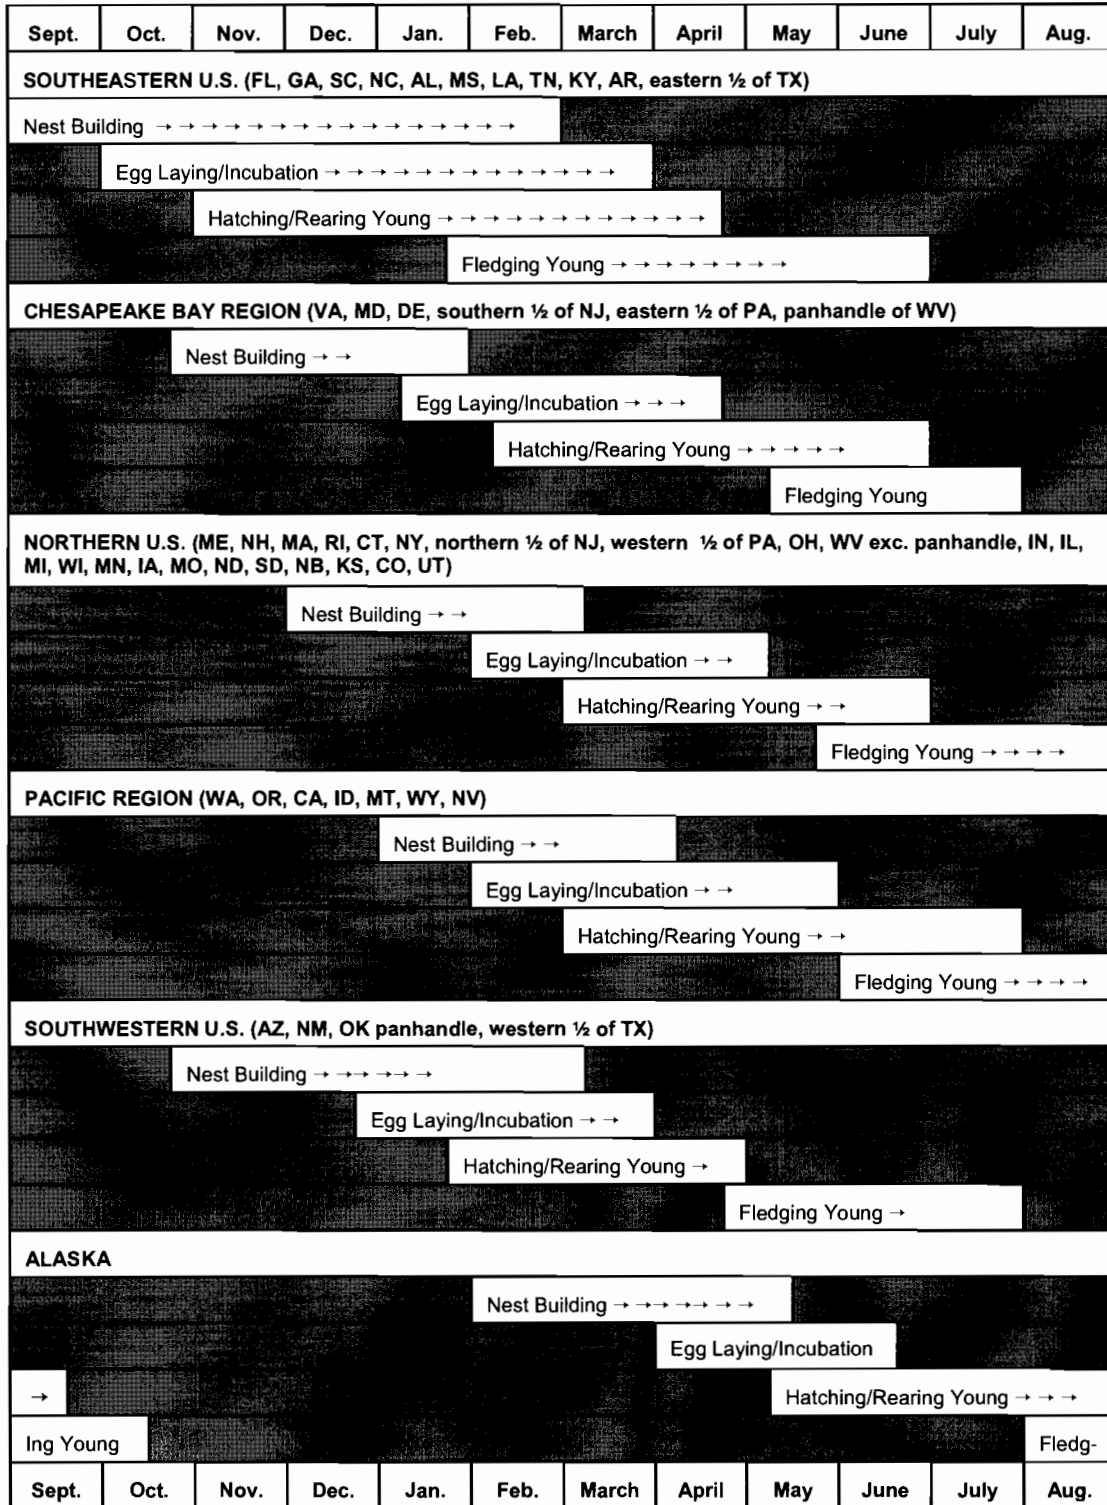 Sept. Oct. Nov. Dec. Jan. Feb. March April May June July Aug.
SOUTHEASTERN U.S. (FL, GA, SC, NC, AL, MS, LA, TN, KY, AR, eastern ½ of TX)
Nest Building → → → → → → → → → → → → → → → →
Egg Laying/Incubation → → → → → → → → → → → → →
Hatching/Rearing Young → → → → → → → → → → → →
Fledging Young → → → → → → → →
CHESAPEAKE BAY REGION (VA, MD, DE, southern ½ of NJ, eastern ½ of PA, panhandle of WV)
Nest Building → →
Egg Laying/Incubation → → →
Hatching/Rearing Young → → → → →
Fledging Young
NORTHERN U.S. (ME, NH, MA, RI, CT, NY, northern ½ of NJ, western ½ of PA, OH, WV exc. panhandle, IN, IL,
MI, WI, MN, IA, MO, ND, SD, NB, KS, CO, UT)
Nest Building → →
Egg Laying/Incubation → →
Hatching/Rearing Young → →
Fledging Young → → → →
PACIFIC REGION (WA, OR, CA, ID, MT, WY, NV)
Nest Building → →
Egg Laying/Incubation → →
Hatching/Rearing Young → →
Fledging Young → → → →
SOUTHWESTERN U.S. (AZ, NM, OK panhandle, western ½ of TX)
Nest Building → →→ →→ →
Egg Laying/Incubation → →
Hatching/Rearing Young →
Fledging Young →
ALASKA
Nest Building → →→ →→ → →
Egg Laying/Incubation
→ Hatching/Rearing Young → → →
Ing Young Fledg-
Sept. Oct. Nov. Dec. Jan. Feb. March April May June July Aug.